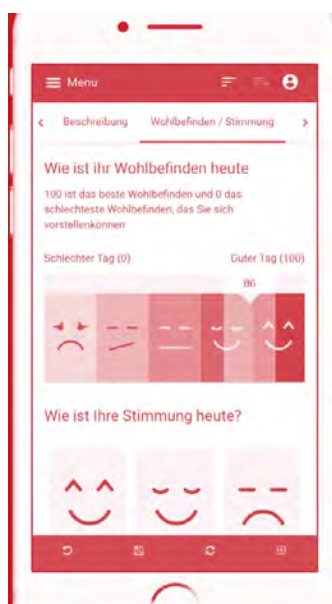 Menu
Beschreibung Wohlbefinden / Stimmung
Wie ist ihr Wohlbefinden heute
100 ist das beste Wohlbefinden und 0 das
schlechteste Wohlbefinden, das Sie sich
vorstellenkönnen
Schlechter Tag (0) Guter Tag (100)
86
Wie ist Ihre Stimmung heute?